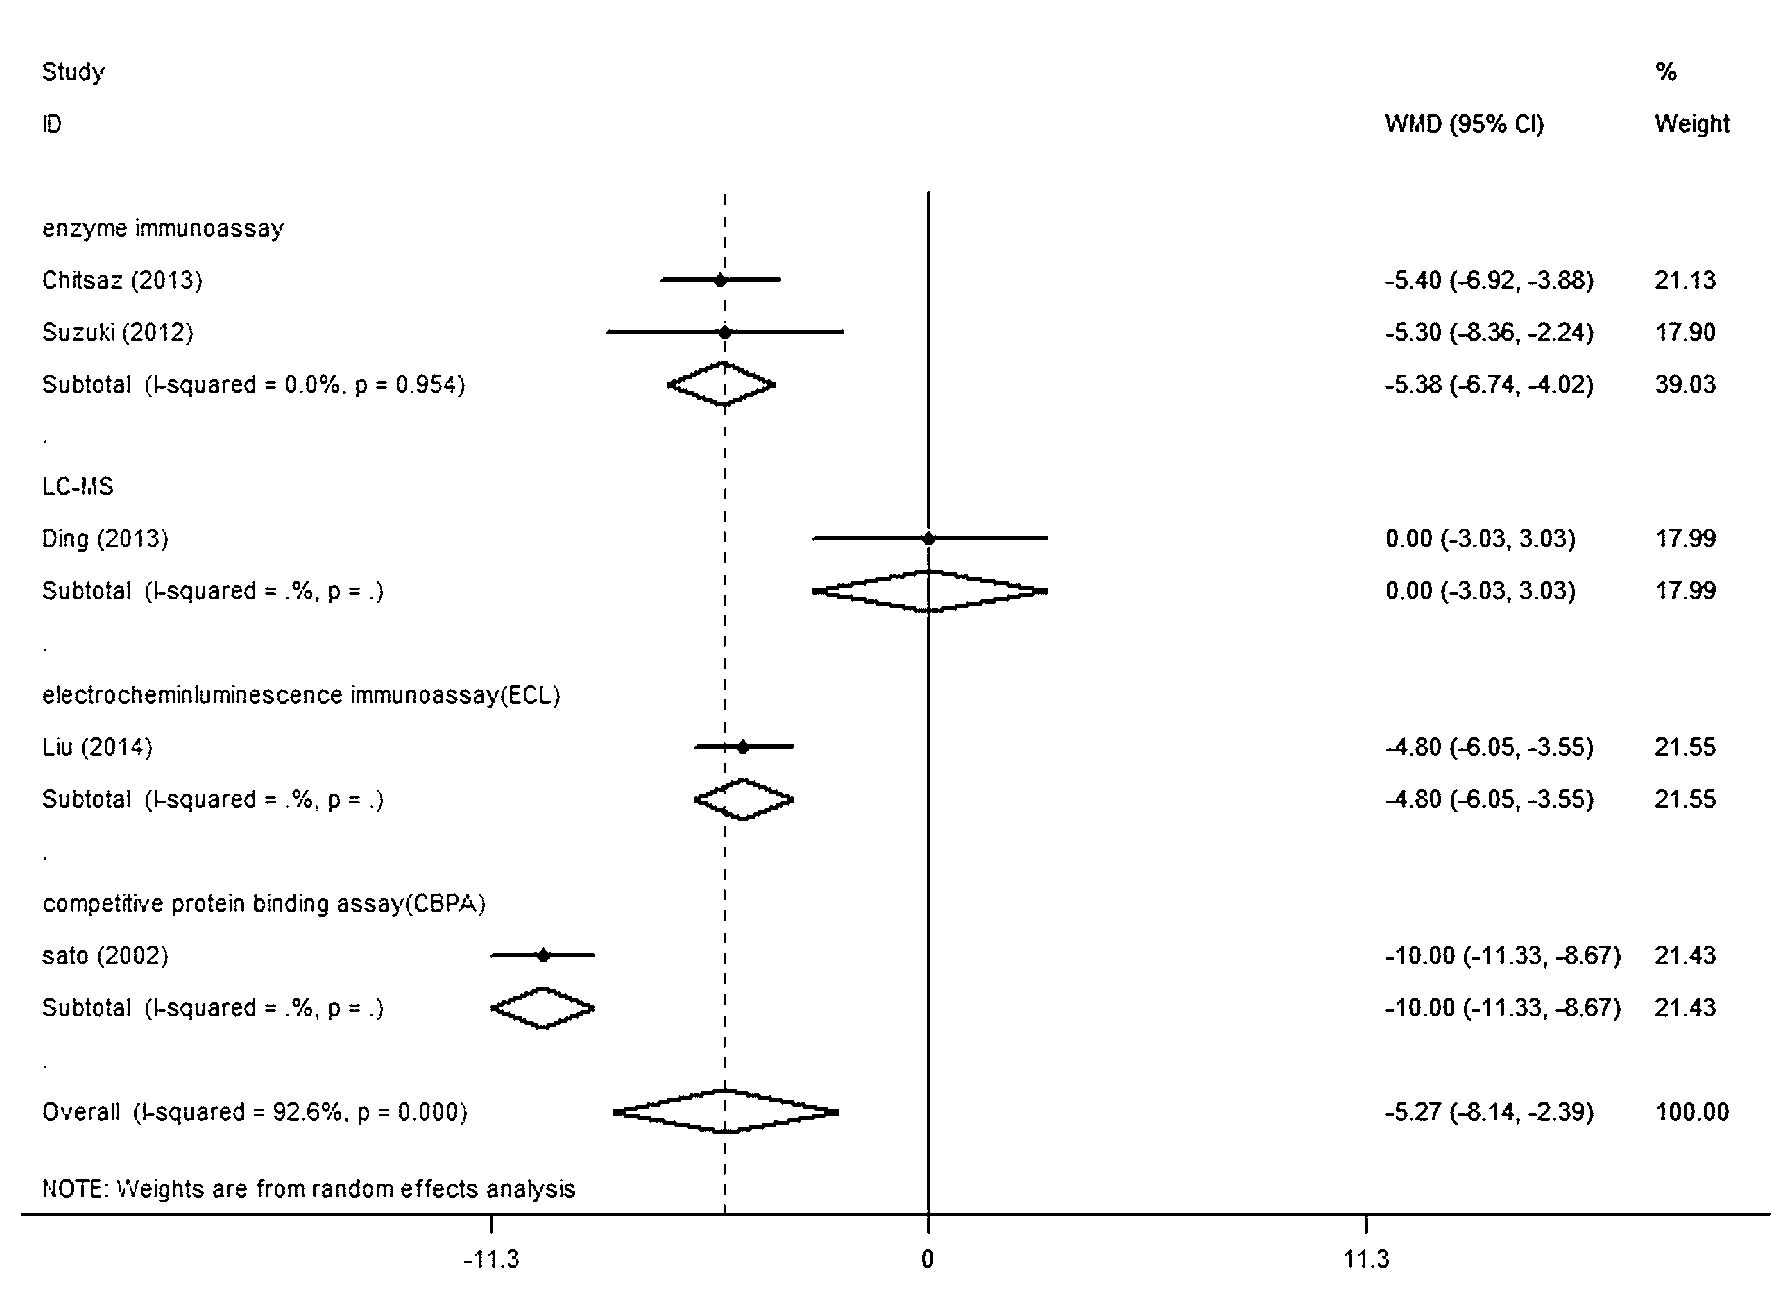 Study %
ID WMD (95% CI) Weight
enzyme immunoassay
Chitsaz (2013) -5.40 (-6.92, -3.88) 21.13
Suzuki (2012) -5.30 (-8.36, -2.24) 17.90
Subtotal (I-squared = 0.0%, p = 0.954) -5.38 (-6.74, -4.02) 39.03
.
LC-MS
Ding (2013) 0.00 (-3.03, 3.03) 17.99
Subtotal (I-squared = .%, p = .) 0.00 (-3.03, 3.03) 17.99
.
electrocheminluminescence immunoassay(ECL)
Liu (2014) -4.80 (-6.05, -3.55) 21.55
Subtotal (I-squared = .%, p = .) -4.80 (-6.05, -3.55) 21.55
.
competitive protein binding assay(CBPA)
sato (2002) -10.00 (-11.33, -8.67) 21.43
Subtotal (I-squared = .%, p = .) -10.00 (-11.33, -8.67) 21.43
.
Overall (I-squared = 92.6%, p = 0.000) -5.27 (-8.14, -2.39) 100.00
NOTE: Weights are from random effects analysis
-11.3 0 11.3